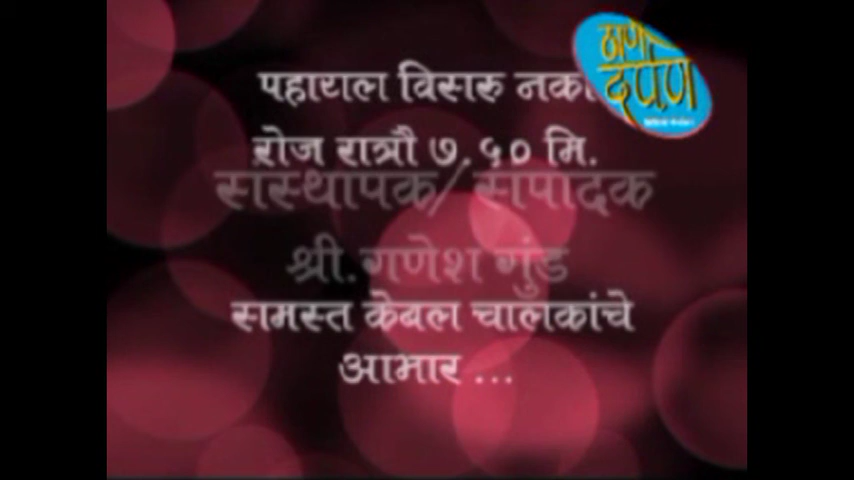 ठाणे
दर्पण
पहायला विसरु नका
रोज रात्रौ ७.५० मि.
संस्थापक/ संपादक
श्री.गणेश गुंड
समस्त केबल चालकांचे
आभार ...